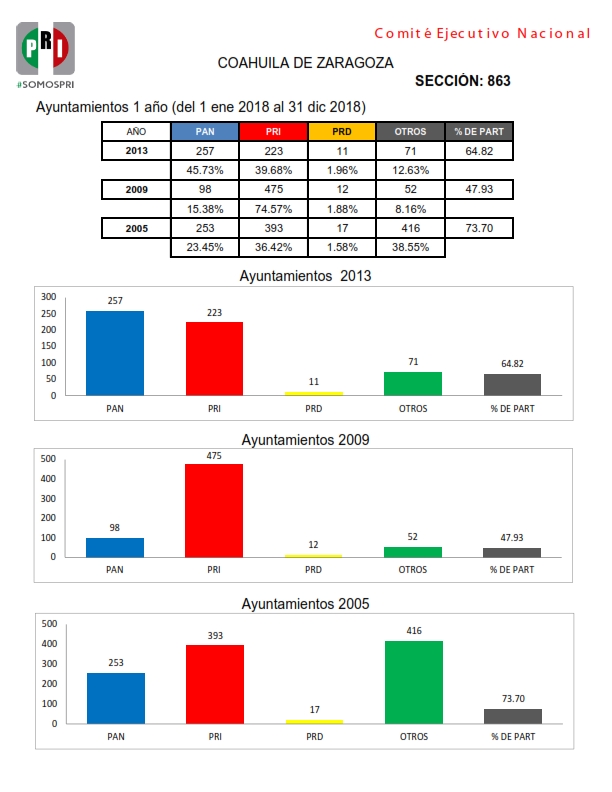 Comité Ejecutivo Nacional
PRI
#SOMOSPRI
COAHUILA DE ZARAGOZA
SECCIÓN: 863
Ayuntamientos 1 año (del 1 ene 2018 al 31 dic 2018)
AÑO PAN PRI PRD OTROS % DE PART
2013 257 223 11 71 64.82
45.73% 39.68% 1.96% 12.63%
2009 98 475 12 52 47.93
15.38% 74.57% 1.88% 8.16%
2005 253 393 17 416 73.70
23.45% 36.42% 1.58% 38.55%
Ayuntamientos 2013
300
250
200
150
100
50
0
257 223 11 71 64.82
PAN PRI PRD OTROS % DE PART
Ayuntamientos 2009
500
400
300
200
100
0
98 475 12 52 47.93
PAN PRI PRD OTROS % DE PART
Ayuntamientos 2005
500
400
300
200
100
0
253 393 17 416 73.70
PAN PRI PRD OTROS % DE PART